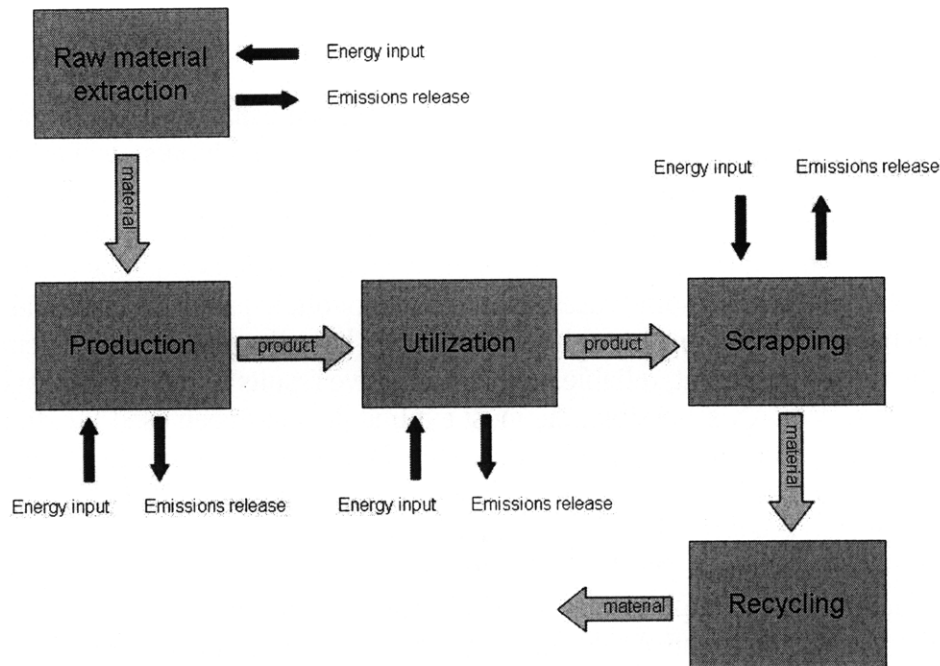 Raw material
extraction
Energy input
Emissions release
material
Energy input
Emissions release
Production
product
Utilization
product
Scrapping
Energy input
Emissions release
Energy input
Emissions release
material
material
Recycling